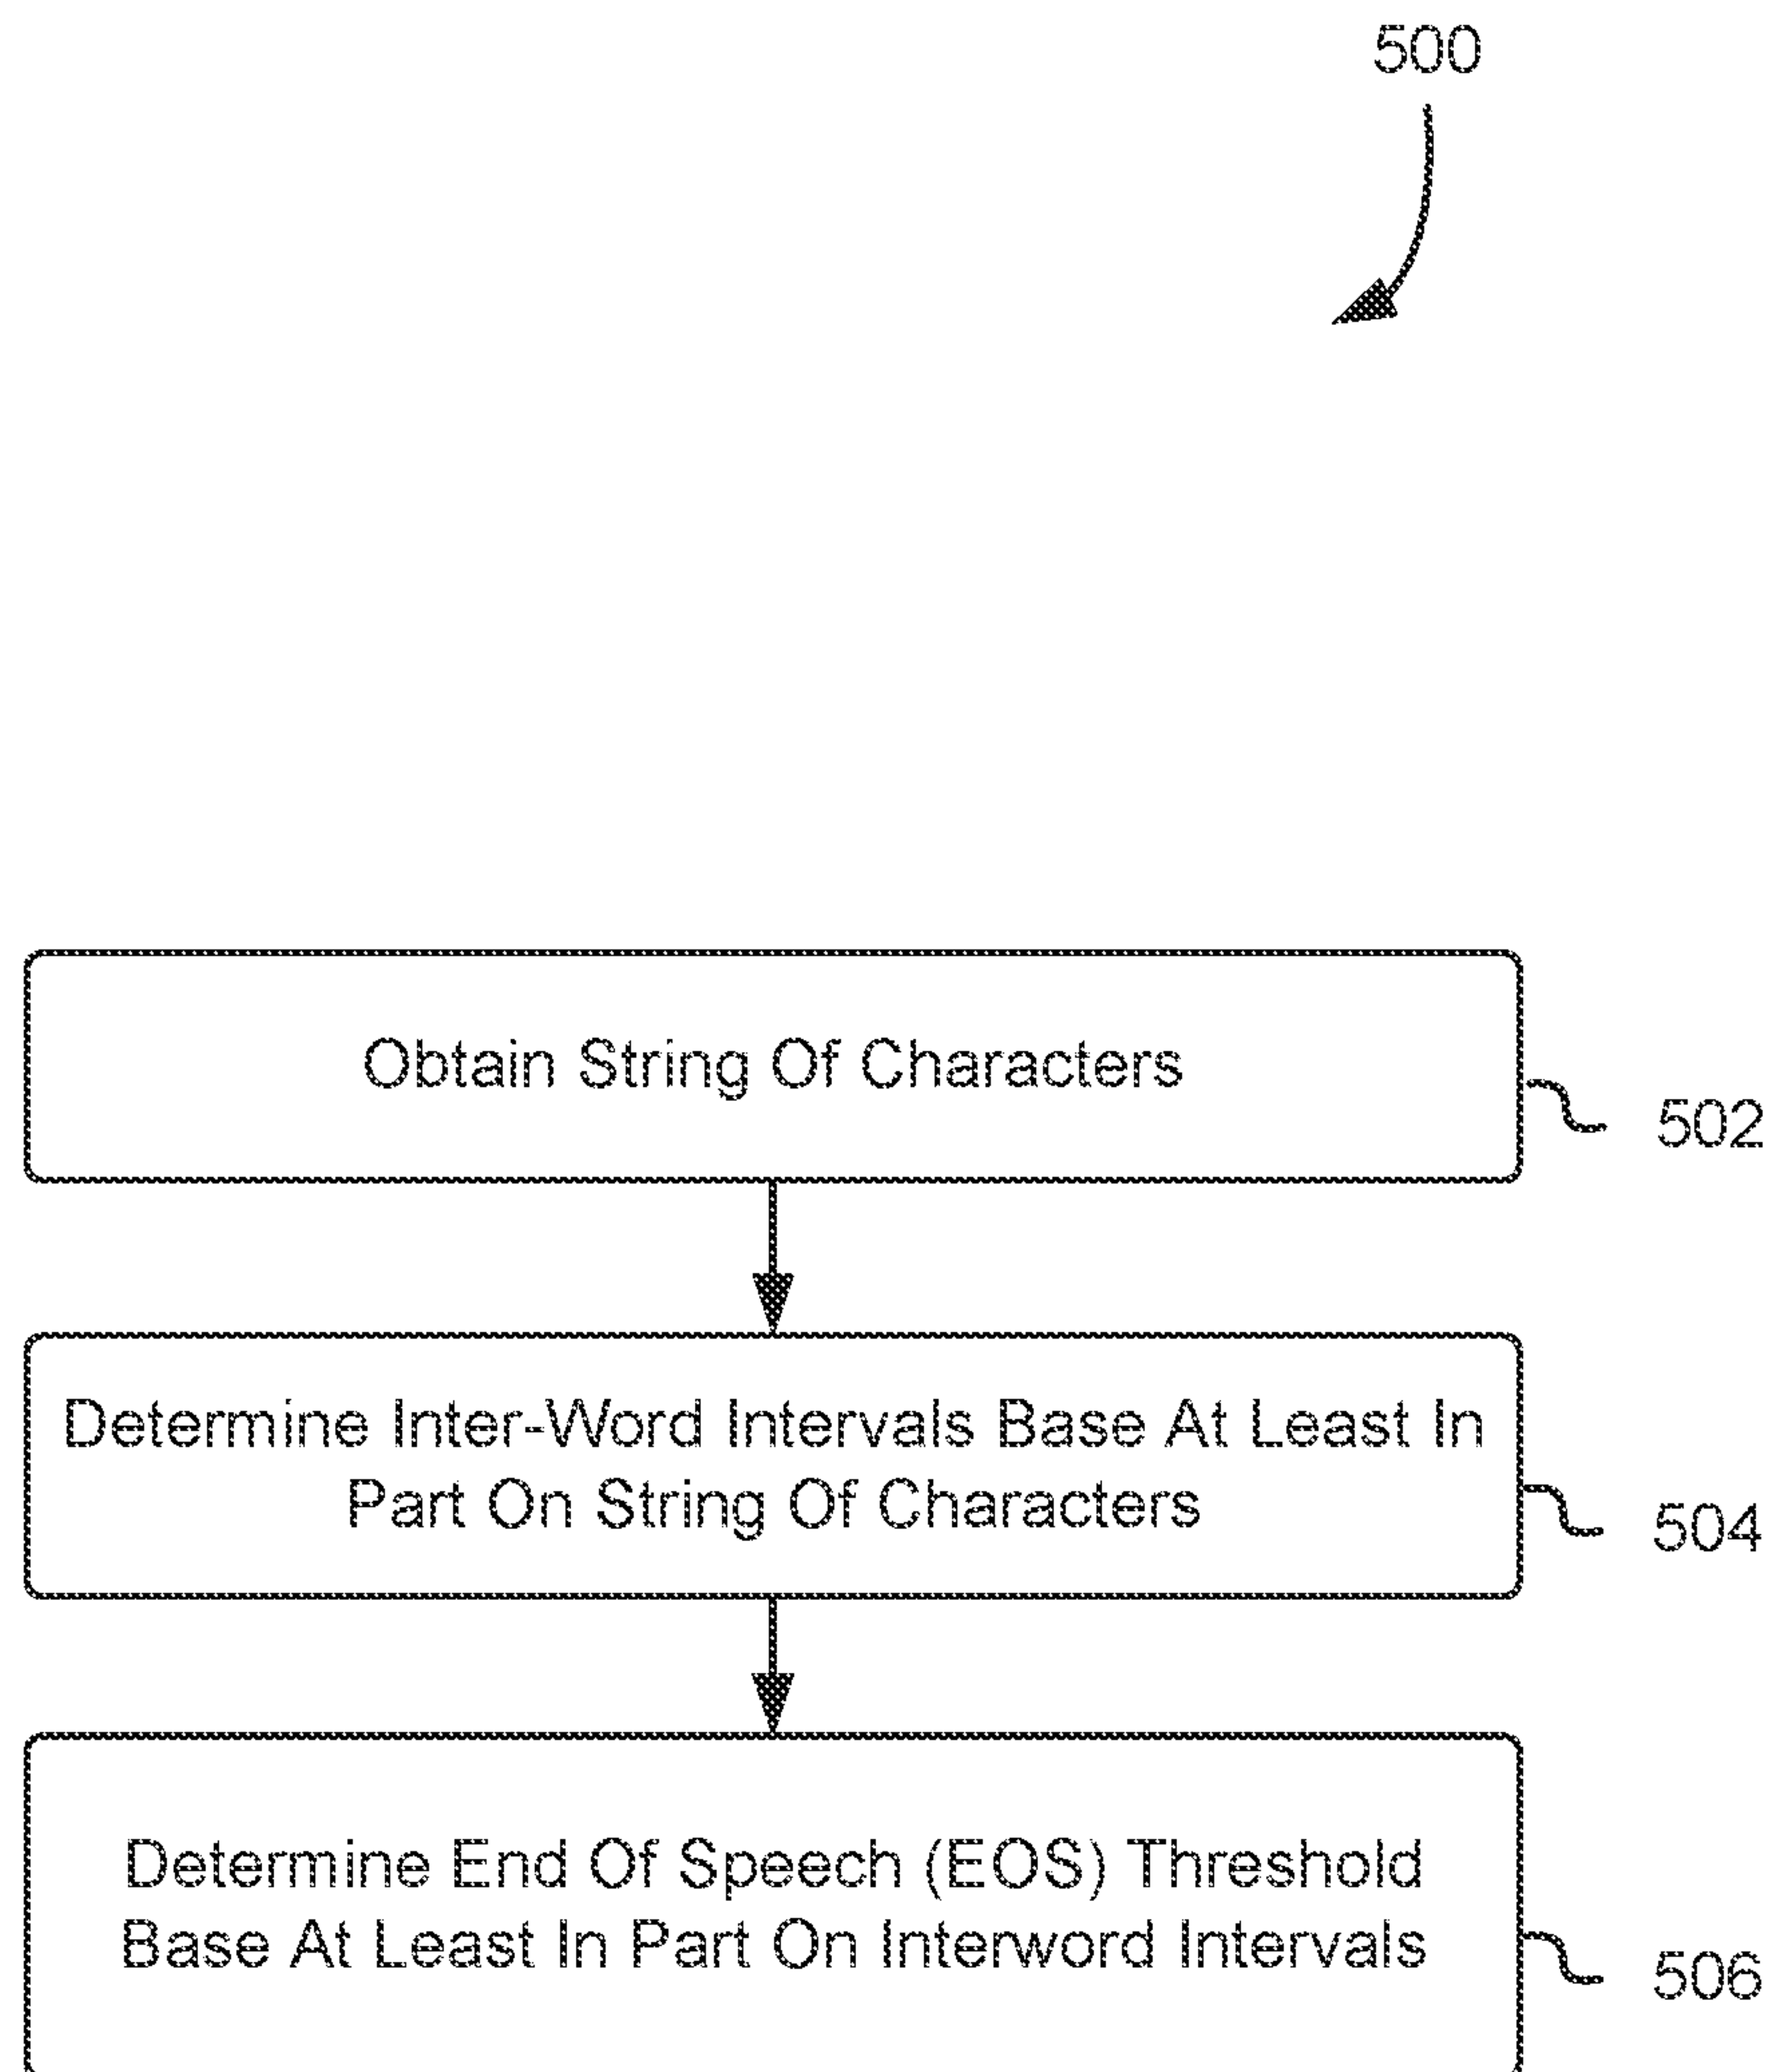 500
Obtain String Of Characters
502
Determine Inter-Word Intervals Base At Least In
Part On String Of Characters
504
Determine End Of Speech (EOS) Threshold
Base At Least In Part On Interword Intervals
506